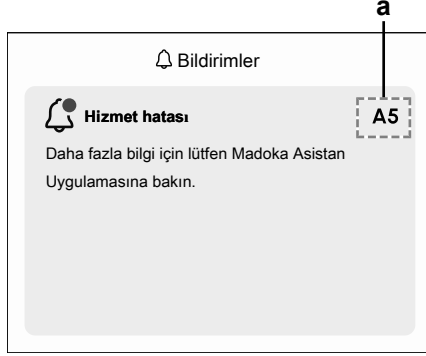 a
Bildirimler
Hizmet hatası
A5
Daha fazla bilgi için lütfen Madoka Asistan
Uygulamasına bakın.